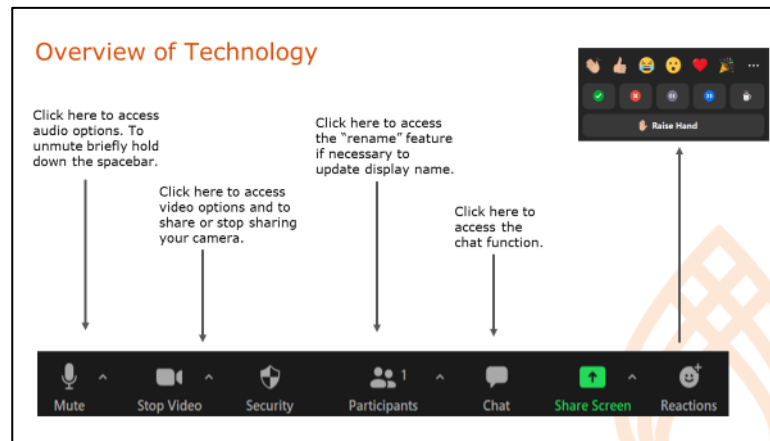 Overview of Technology
Click here to access
audio options. To
unmute briefly hold
down the spacebar.
Click here to access
video options and to
share or stop sharing
your camera.
Click here to access
the “rename” feature
if necessary to
update display name.
Click here to
access the
chat function.
Raise Hand
1
Mute
Stop Video
Security
Participants
Chat
Share Screen
Reactions